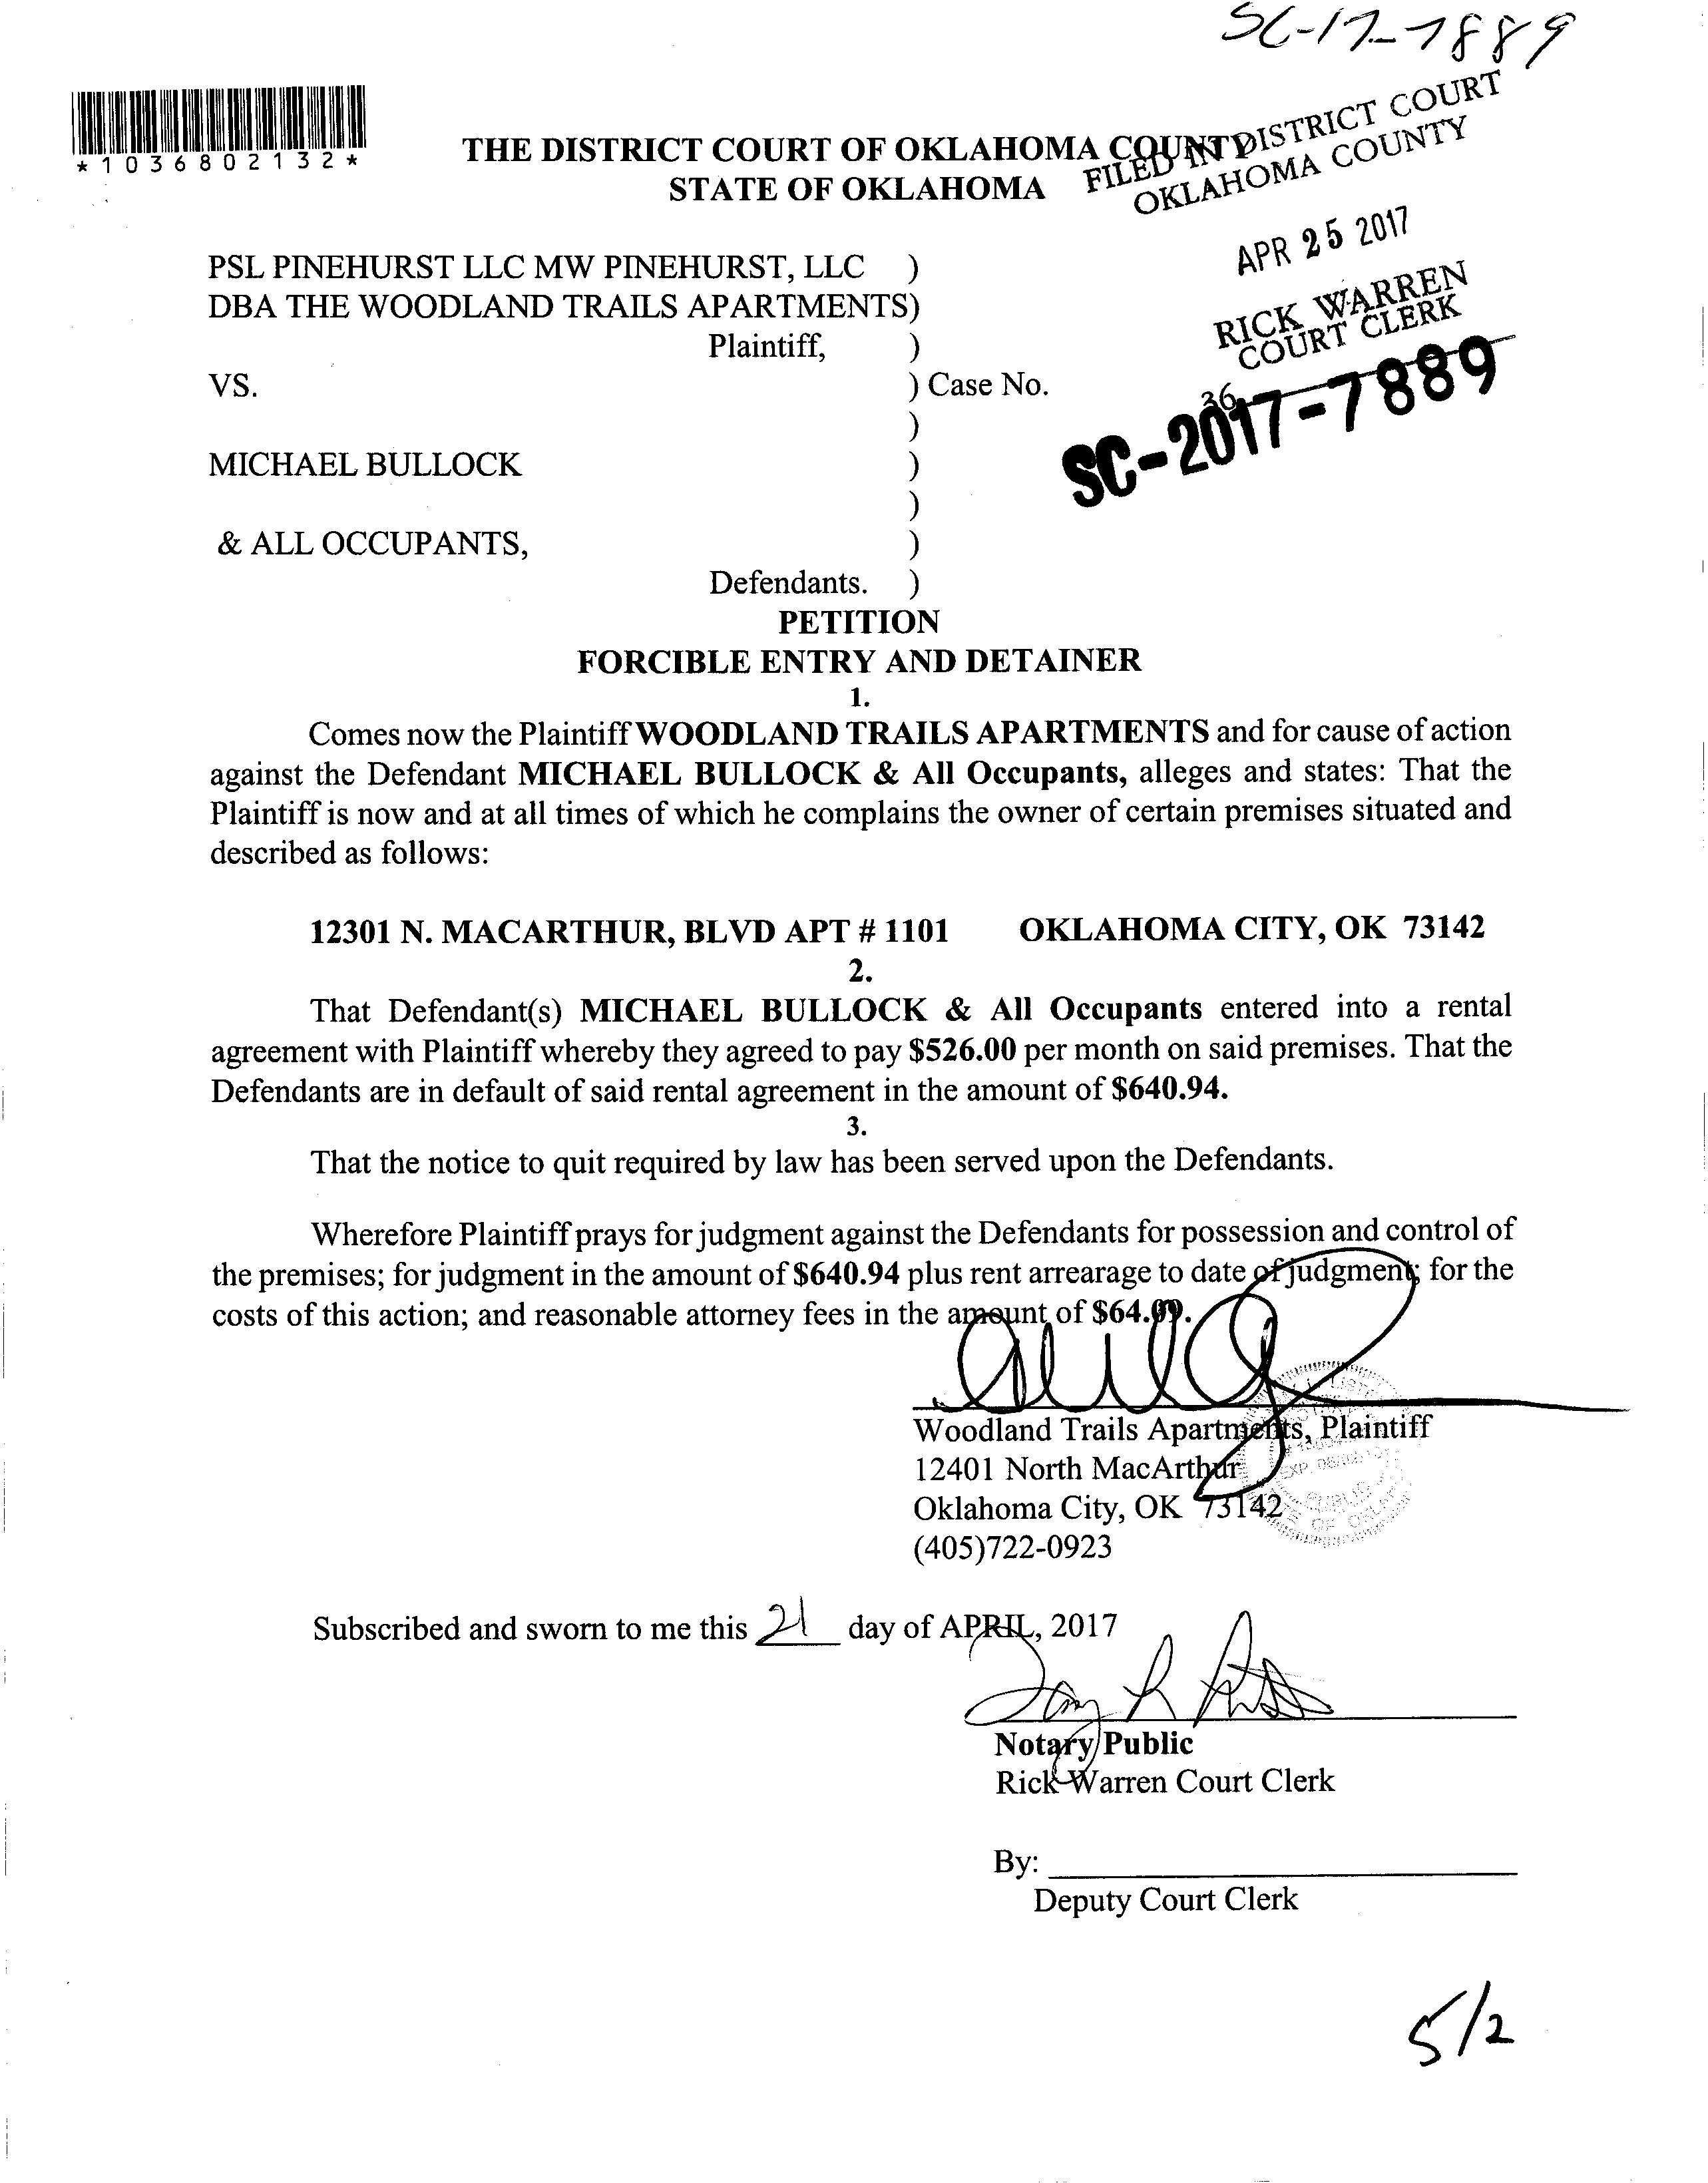 SC-17-7889
*1036802132*
THE DISTRICT COURT OF OKLAHOMA COUNTY
STATE OF OKLAHOMA
FILED IN DISTRICT COURT
OKLAHOMA COUNTY
APR 25 2017
RICK WARREN
COURT CLERK
36
SC-2017-7889
PSL PINEHURST LLC MW PINEHURST, LLC )
DBA THE WOODLAND TRAILS APARTMENTS)
Plaintiff, )
VS. ) Case No.
)
MICHAEL BULLOCK )
)
& ALL OCCUPANTS, )
Defendants. )
PETITION
FORCIBLE ENTRY AND DETAINER
1.
Comes now the Plaintiff WOODLAND TRAILS APARTMENTS and for cause of action
against the Defendant MICHAEL BULLOCK & All Occupants, alleges and states: That the
Plaintiff is now and at all times of which he complains the owner of certain premises situated and
described as follows:
12301 N. MACARTHUR, BLVD APT # 1101 OKLAHOMA CITY, OK 73142
2.
That Defendant(s) MICHAEL BULLOCK & All Occupants entered into a rental
agreement with Plaintiff whereby they agreed to pay $526.00 per month on said premises. That the
Defendants are in default of said rental agreement in the amount of $640.94.
3.
That the notice to quit required by law has been served upon the Defendants.
Wherefore Plaintiff prays for judgment against the Defendants for possession and control of
the premises; for judgment in the amount of $640.94 plus rent arrearage to date of judgment; for the
costs of this action; and reasonable attorney fees in the amount of $64.09.
Woodland Trails Apartments, Plaintiff
12401 North MacArthur
Oklahoma City, OK 73142
(405)722-0923
Subscribed and sworn to me this 21 day of APRIL, 2017
Notary Public
Rick Warren Court Clerk
By:
Deputy Court Clerk
5/2